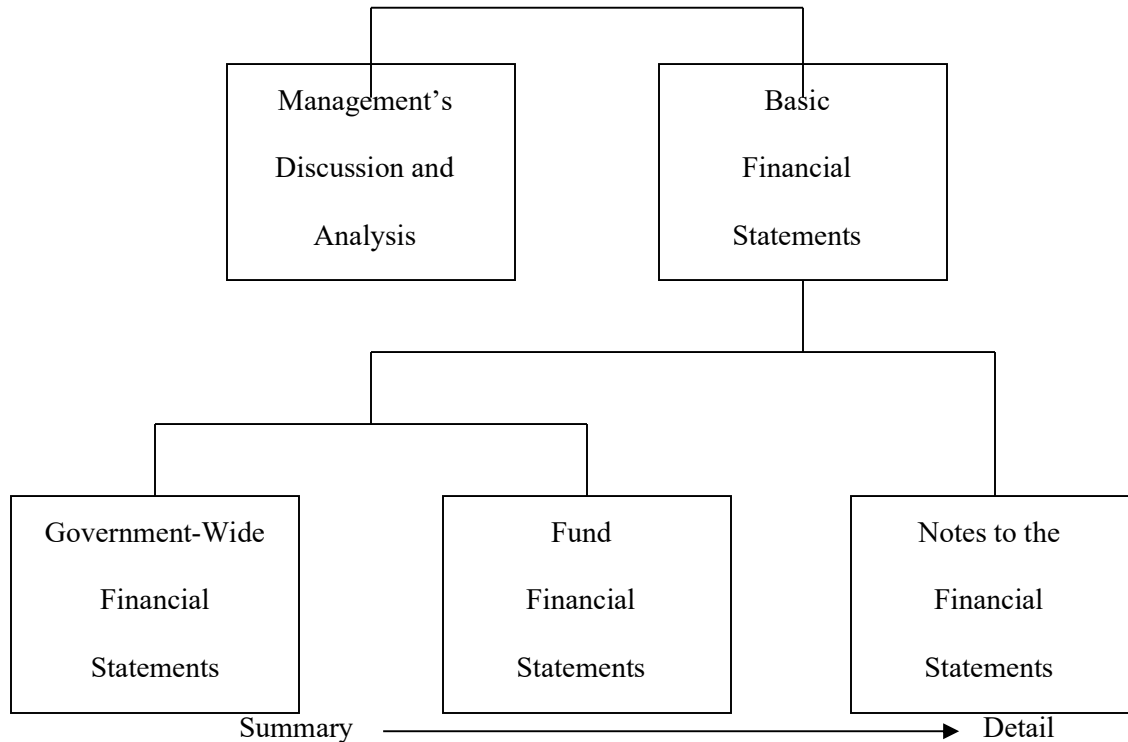 Management’s
Discussion and
Analysis
Basic
Financial
Statements
Government-Wide
Financial
Statements
Fund
Financial
Statements
Notes to the
Financial
Statements
Summary
Detail